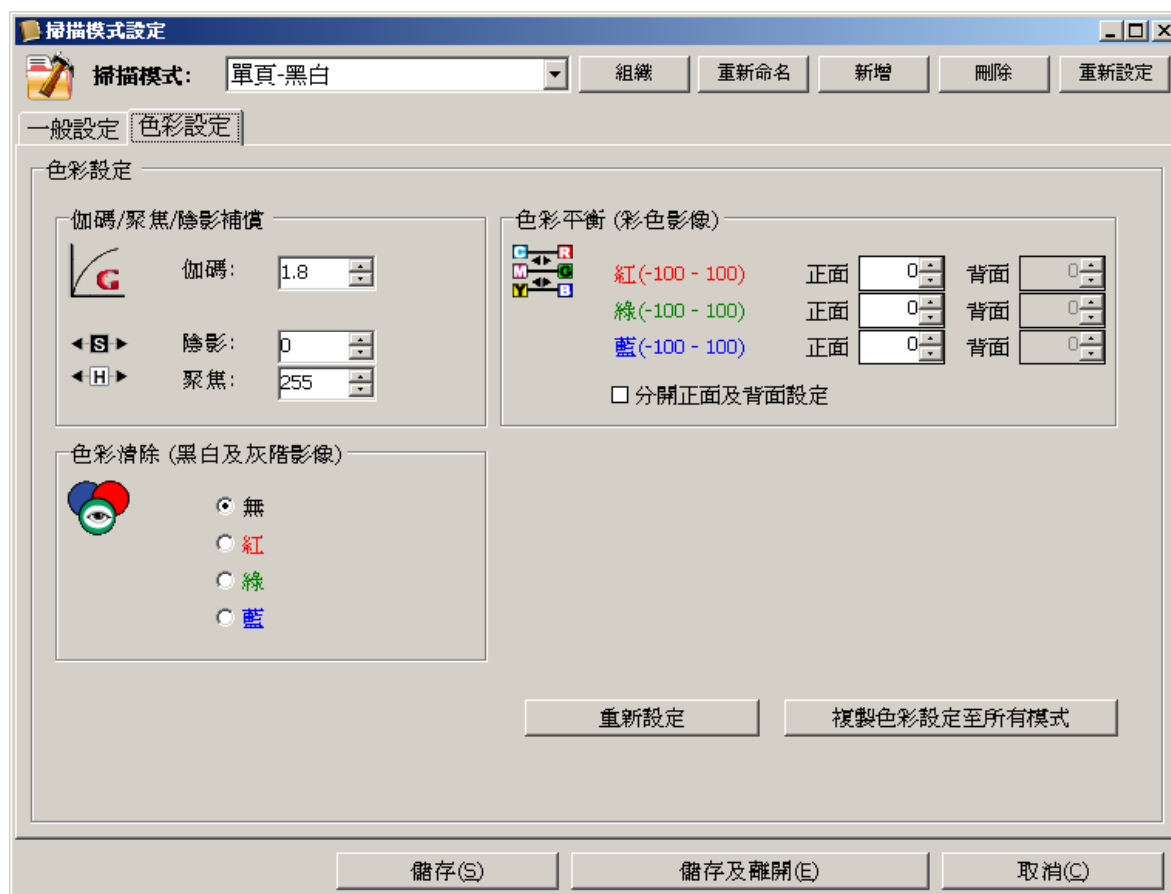 掃描模式設定
掃描模式: 單頁-黑白 組織 重新命名 新增 刪除 重新設定
一般設定 色彩設定
色彩設定
伽碼/聚焦/陰影補償
G 伽碼: 1.8
S 陰影: 0
H 聚焦: 255
色彩平衡 (彩色影像)
C R
M G
Y B
紅(-100 - 100) 正面 0 背面 0
綠(-100 - 100) 正面 0 背面 0
藍(-100 - 100) 正面 0 背面 0
分開正面及背面設定
色彩清除 (黑白及灰階影像)
無
紅
綠
藍
重新設定 複製色彩設定至所有模式
儲存(S) 儲存及離開(E) 取消(C)